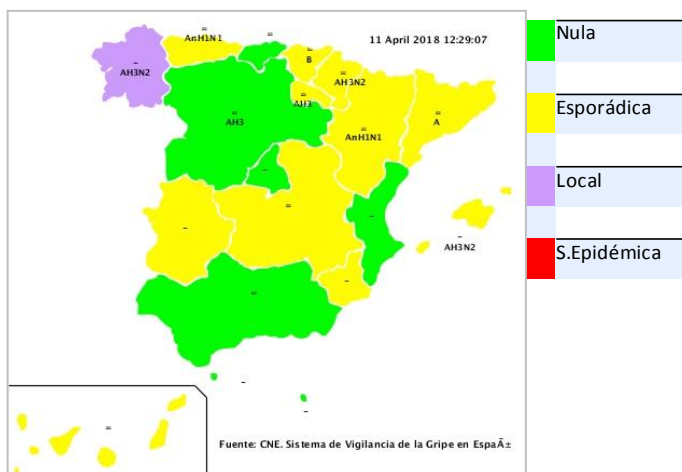 11 April 2018 12:29:07
=
AnH1N1
=
=
B
=
AH3N2
–
AH3N2
=
AH3
=
AH3
=
AnH1N1
=
A
–
=
–
–
–
AH3N2
–
=
–
–
=
Fuente: CNE. Sistema de Vigilancia de la Gripe en EspaÃ±
Nula
Esporádica
Local
S.Epidémica